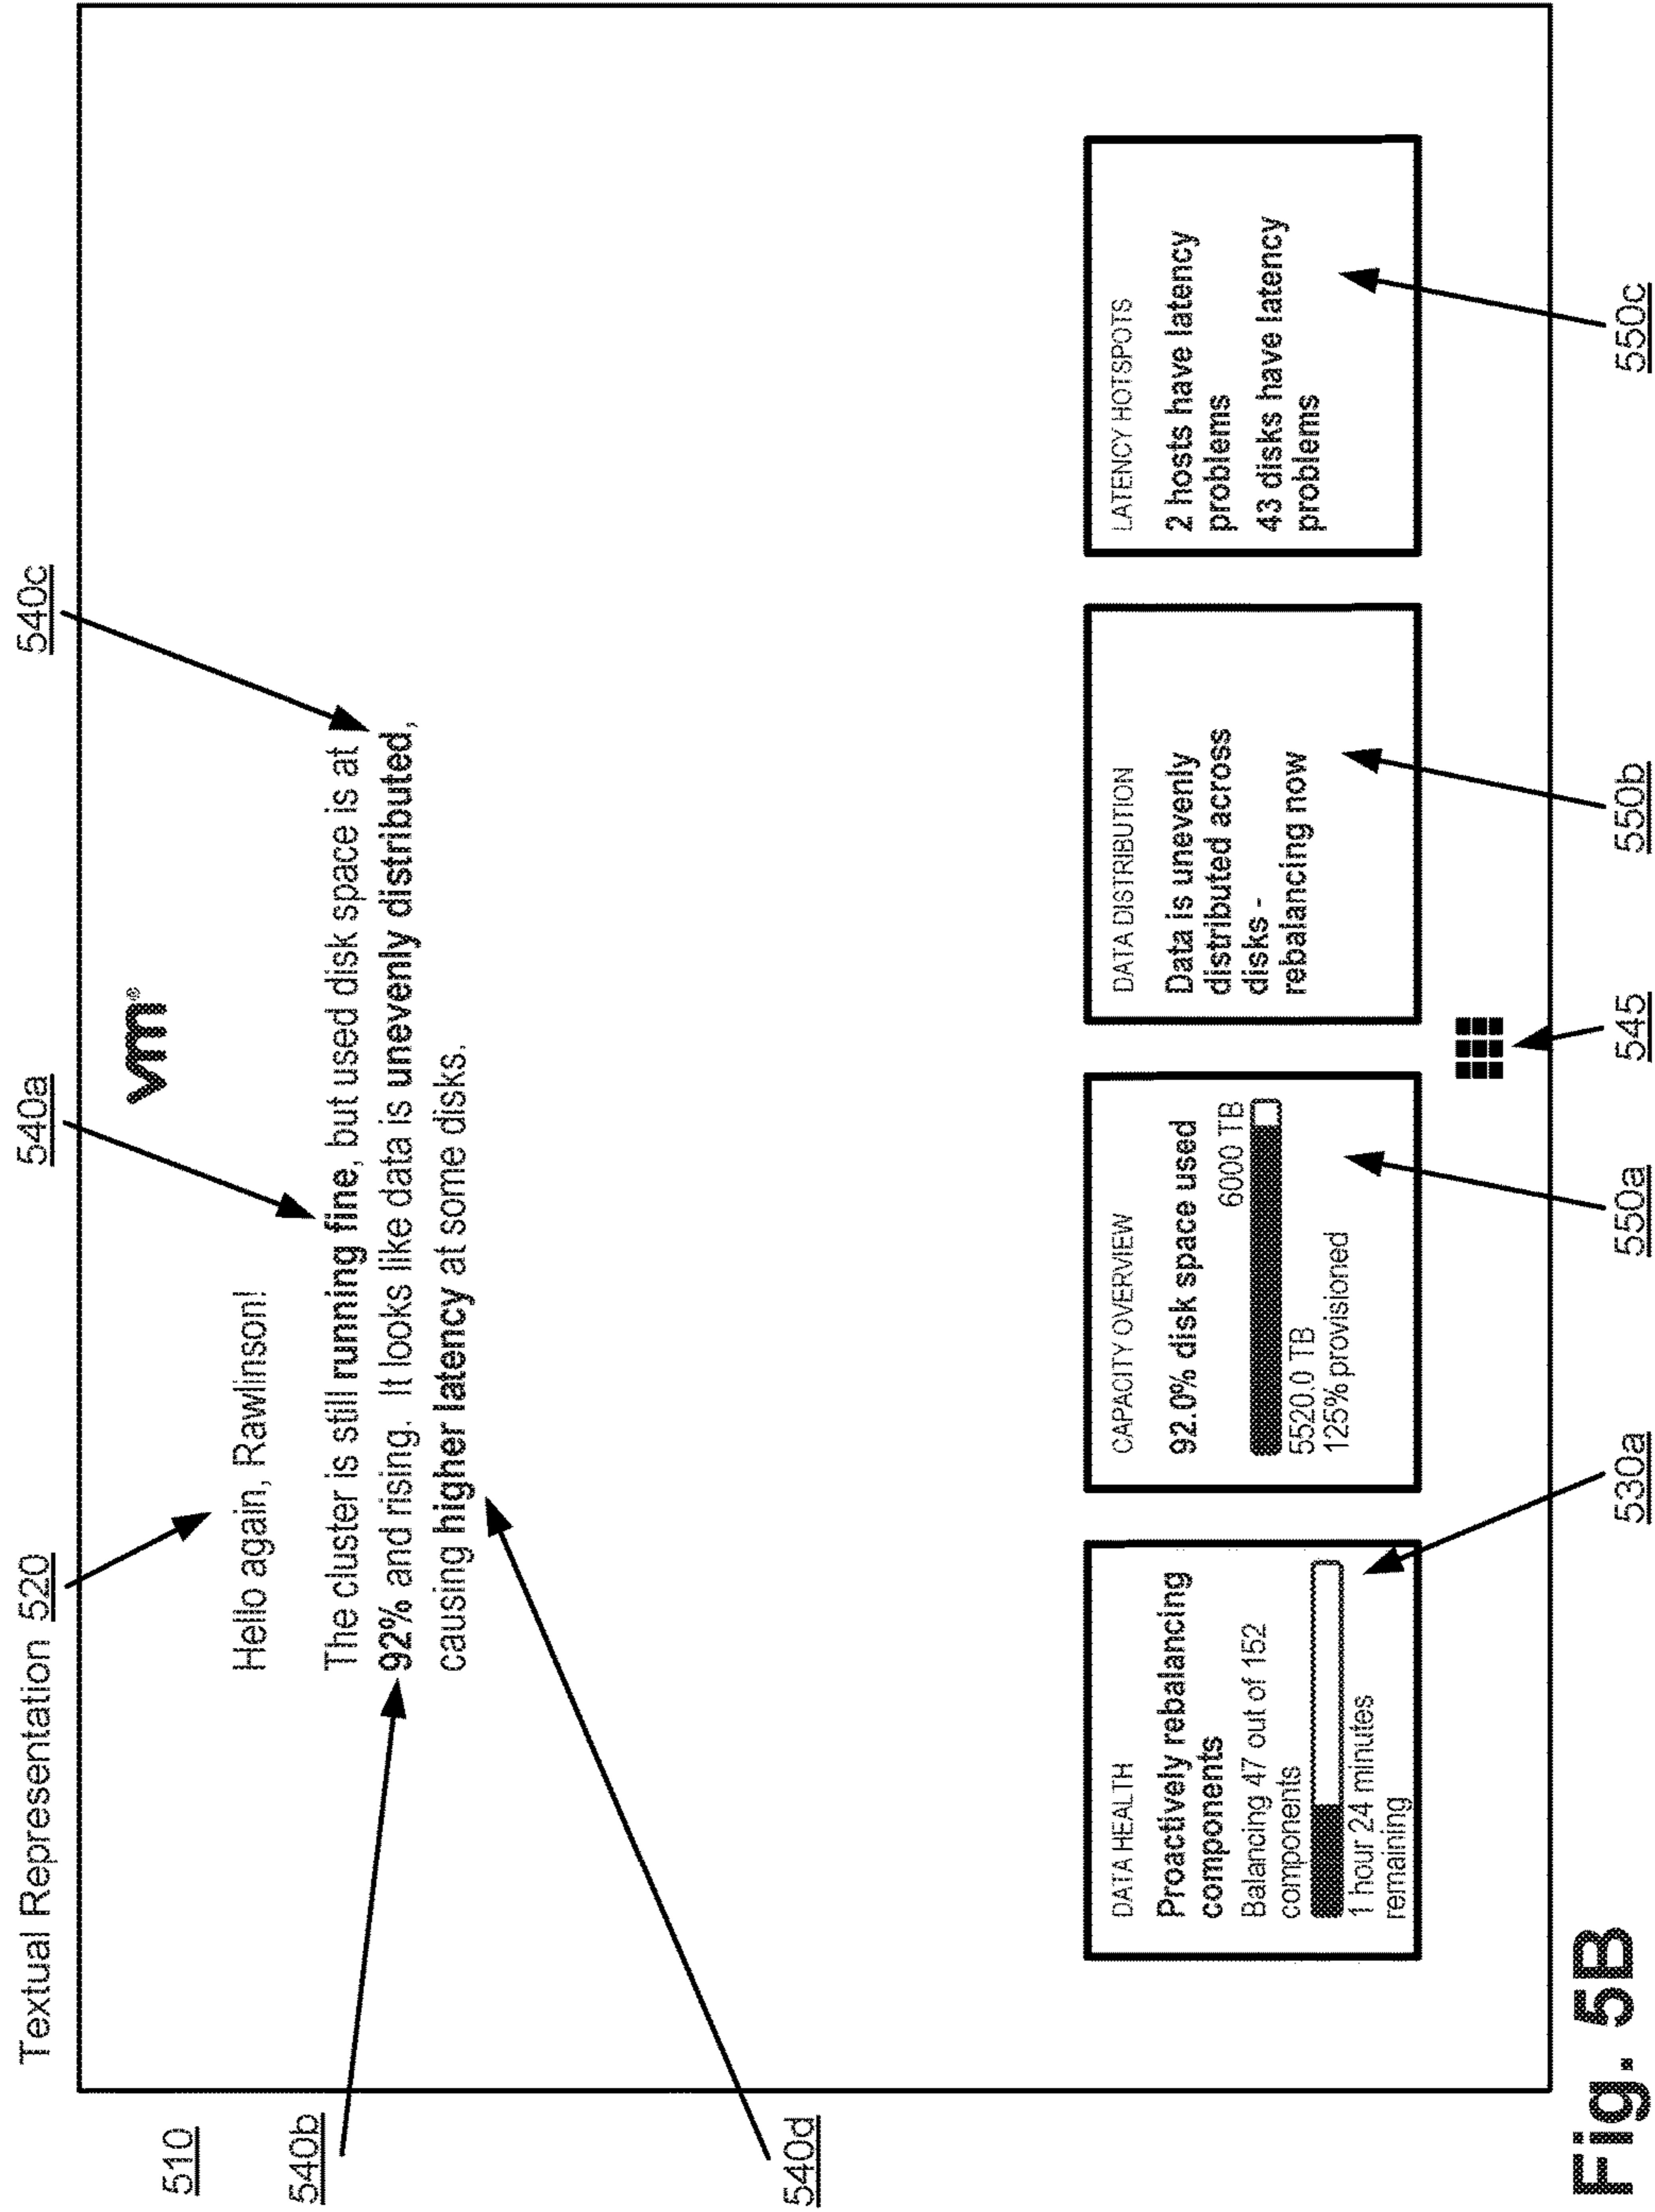 Textual Representation 520
540a
540c
510
540b
540d
vm®
Hello again, Rawlinson!
The cluster is still running fine, but used disk space is at
92% and rising. It looks like data is unevenly distributed,
causing higher latency at some disks.
DATA HEALTH
Proactively rebalancing
components
Balancing 47 out of 152
components
1 hour 24 minutes
remaining
CAPACITY OVERVIEW
92.0% disk space used
6000 TB
5520.0 TB
125% provisioned
DATA DISTRIBUTION
Data is unevenly
distributed across
disks -
rebalancing now
LATENCY HOTSPOTS
2 hosts have latency
problems
43 disks have latency
problems
530a
550a
545
550b
550c
Fig. 5B